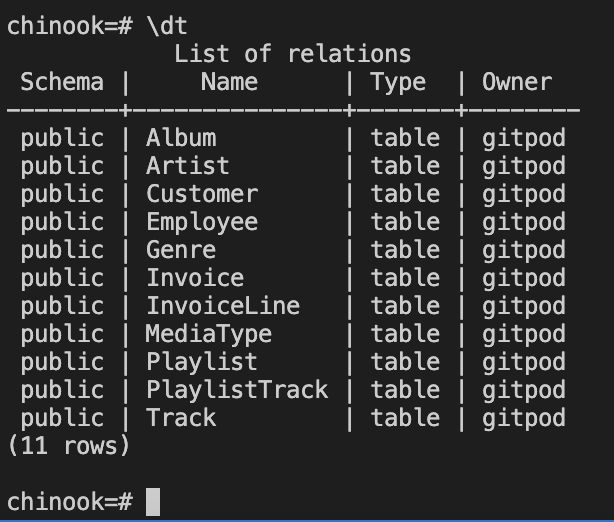 chinook=# \dt
            List of relations
 Schema |     Name      | Type  | Owner
--------+---------------+-------+--------
 public | Album         | table | gitpod
 public | Artist        | table | gitpod
 public | Customer      | table | gitpod
 public | Employee      | table | gitpod
 public | Genre         | table | gitpod
 public | Invoice       | table | gitpod
 public | InvoiceLine   | table | gitpod
 public | MediaType     | table | gitpod
 public | Playlist      | table | gitpod
 public | PlaylistTrack | table | gitpod
 public | Track         | table | gitpod
(11 rows)

chinook=#